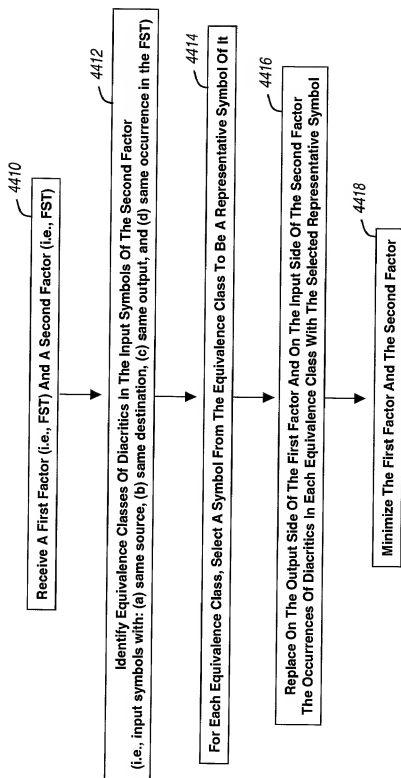 4410
Receive A First Factor (i.e., FST) And A Second Factor (i.e., FST)
4412
Identify Equivalence Classes Of Diacritics In The Input Symbols Of The Second Factor
(i.e., input symbols with: (a) same source, (b) same destination, (c) same output, and (d) same occurrence in the FST)
4414
For Each Equivalence Class, Select A Symbol From The Equivalence Class To Be A Representative Symbol Of It
4416
Replace On The Output Side Of The First Factor And On The Input Side Of The Second Factor
The Occurrences Of Diacritics In Each Equivalence Class With The Selected Representative Symbol
4418
Minimize The First Factor And The Second Factor